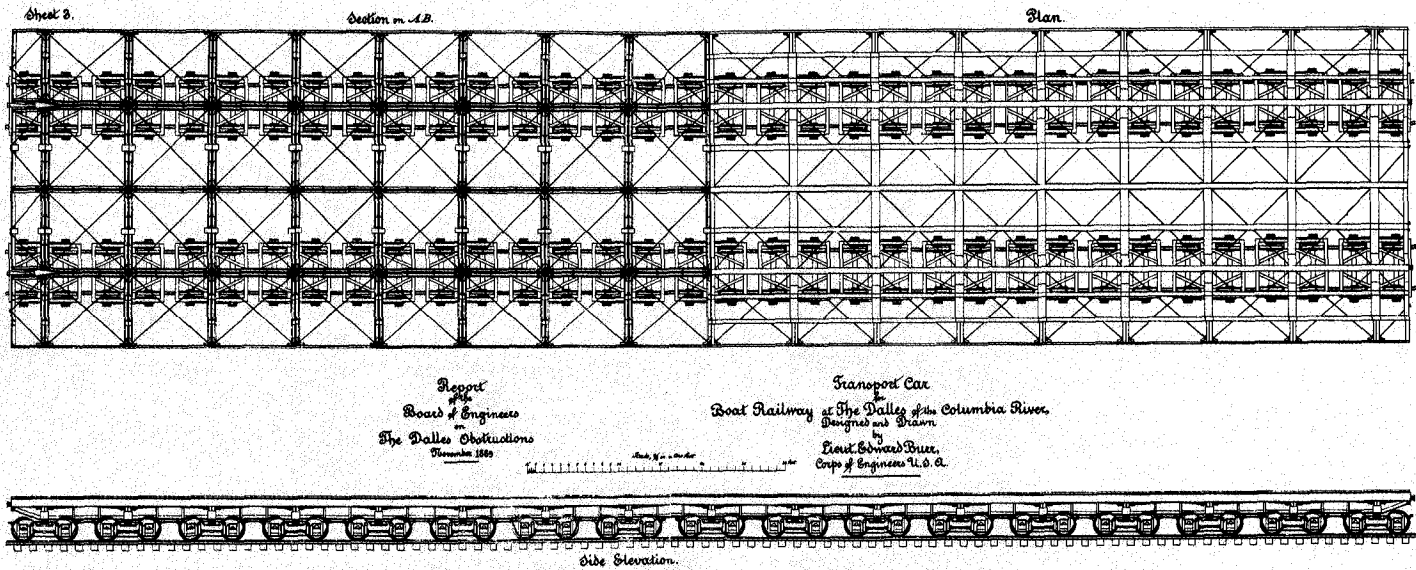 Sheet 3.
Section on A.B.
Plan.
Report
of the
Board of Engineers
on
The Dalles Obstructions
November 1889
Transport Car
for
Boat Railway at The Dalles of the Columbia River,
Designed and Drawn
by
Lieut. Edward Burr,
Corps of Engineers U.S.A.
Side Elevation.